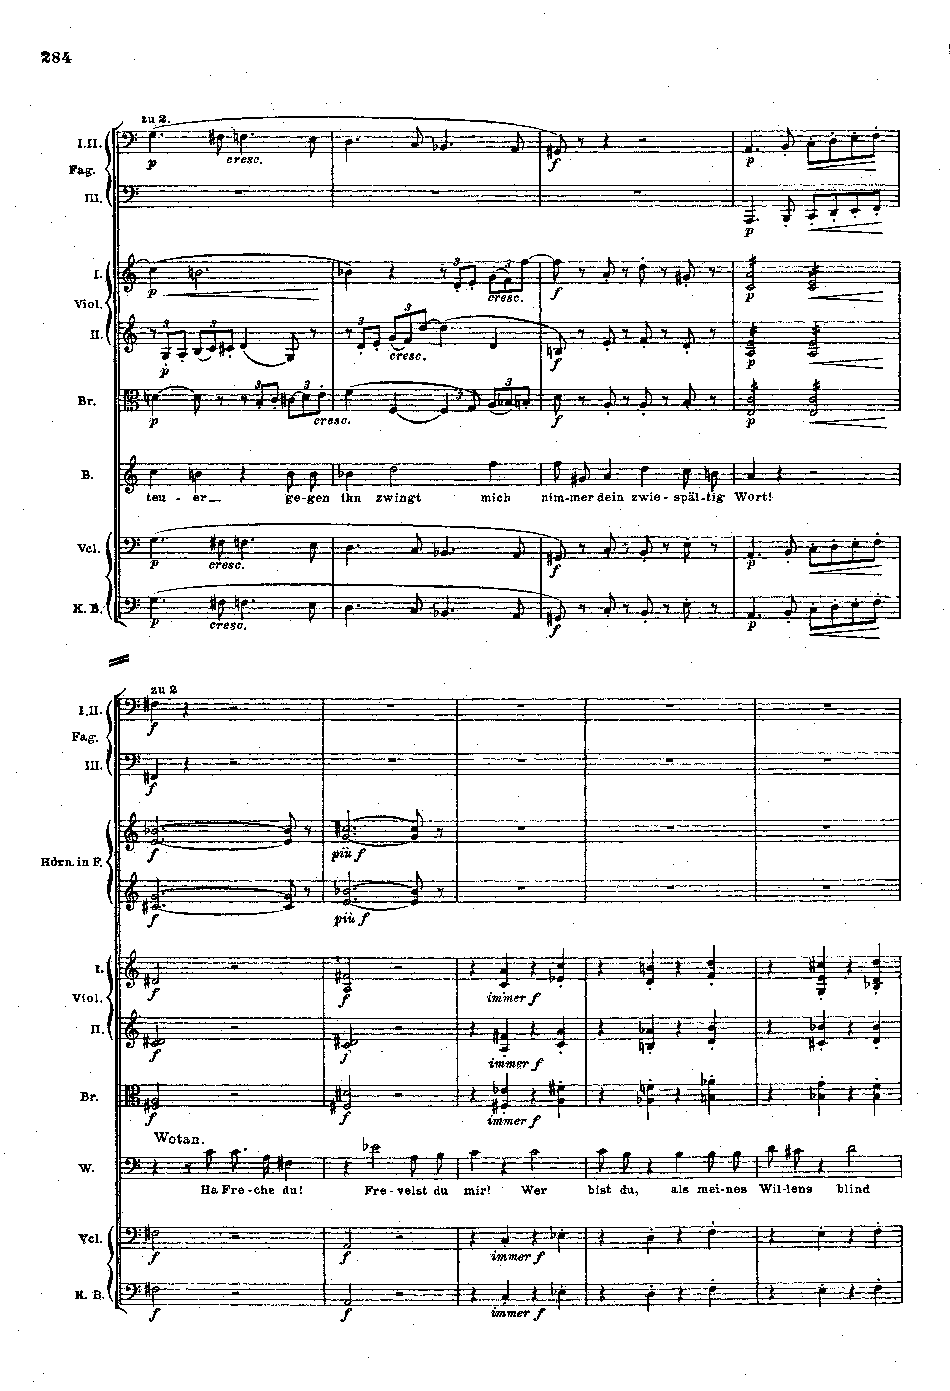 284
zu 2.
I.II.
p cresc. f p
Fag.
III.
p
I.
p cresc. f p
Viol.
II.
p cresc. f p
Br.
p cresc. f p
B.
teu - er_ ge-gen ihn zwingt mich nim-mer dein zwie-späl-tig Wort!
Vcl.
p cresc. f p
K. B.
p cresc. f p
zu 2
I.II.
f
Fag.
III.
f
f più f
Hörn. in F.
f più f
I.
f f immer f
Viol.
II.
f f immer f
Br.
f f immer f
Wotan.
W.
Ha Fre-che du! Fre-velst du mir! Wer bist du, als mei-nes Wil-lens blind
Vcl.
f f immer f
K. B.
f f immer f